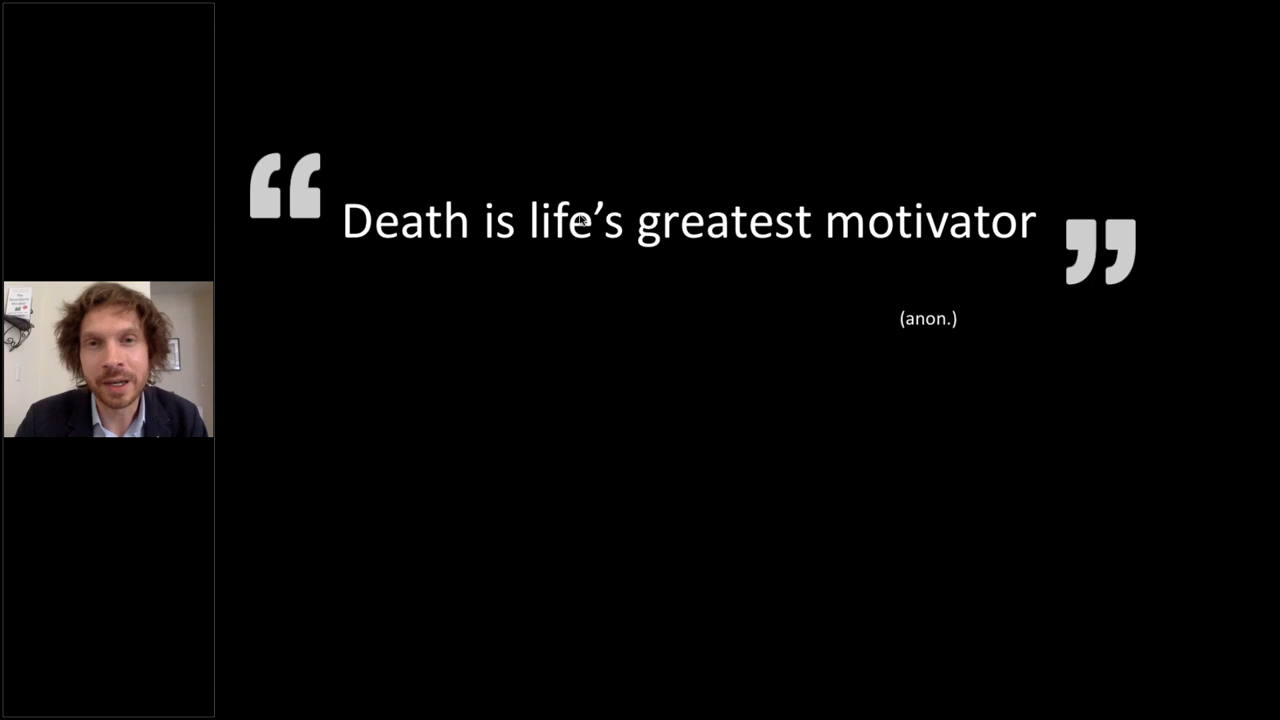 “ Death is life’s greatest motivator ”
(anon.)